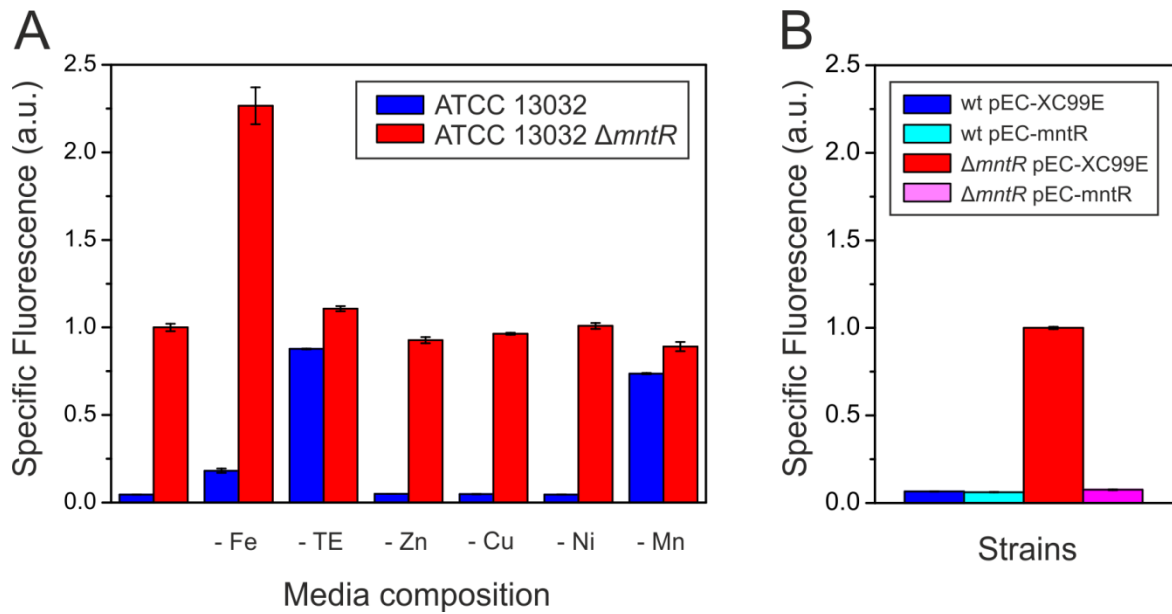 A
Specific Fluorescence (a.u.)
2.5
2.0
1.5
1.0
0.5
0.0
ATCC 13032
ATCC 13032 ΔmntR
- Fe
- TE
- Zn
- Cu
- Ni
- Mn
Media composition
B
Specific Fluorescence (a.u.)
2.5
2.0
1.5
1.0
0.5
0.0
wt pEC-XC99E
wt pEC-mntR
ΔmntR pEC-XC99E
ΔmntR pEC-mntR
Strains